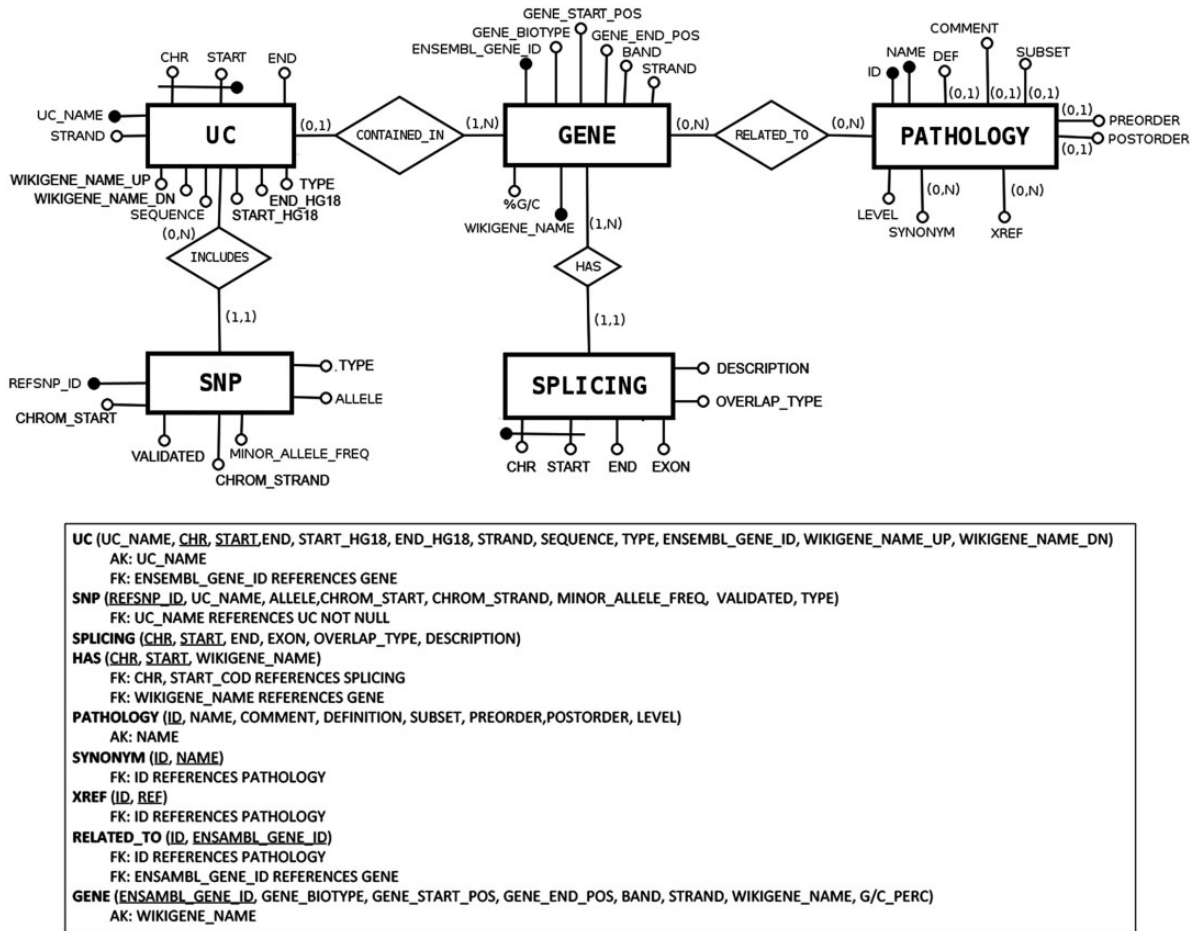 GENE_START_POS
COMMENT
CHR
START
END
GENE_BIOTYPE
GENE_END_POS
ENSEMBL_GENE_ID
BAND
STRAND
NAME
DEF
SUBSET
ID
(0,1)
(0,1)
(0,1)
UC_NAME
STRAND
UC
(0,1)
CONTAINED_IN
(1,N)
GENE
(0,N)
RELATED_TO
(0,N)
PATHOLOGY
(0,1)
PREORDER
POSTORDER
(0,1)
WIKIGENE_NAME_UP
TYPE
WIKIGENE_NAME_DN
END_HG18
SEQUENCE
START_HG18
%G/C
WIKIGENE_NAME
(1,N)
LEVEL
(0,N)
SYNONYM
(0,N)
XREF
(0,N)
INCLUDES
HAS
(1,1)
(1,1)
REFSNP_ID
SNP
.TYPE
ALLELE
CHROM_START
VALIDATED
MINOR_ALLELE_FREQ
CHROM_STRAND
SPLICING
DESCRIPTION
OVERLAP_TYPE
CHR
START
END
EXON
UC (UC_NAME, CHR, START,END, START_HG18, END_HG18, STRAND, SEQUENCE, TYPE, ENSEMBL_GENE_ID, WIKIGENE_NAME_UP, WIKIGENE_NAME_DN)
AK: UC_NAME
FK: ENSEMBL_GENE_ID REFERENCES GENE
SNP (REFSNP_ID, UC_NAME, ALLELE,CHROM_START, CHROM_STRAND, MINOR_ALLELE_FREQ, VALIDATED, TYPE)
FK: UC_NAME REFERENCES UC NOT NULL
SPLICING (CHR, START, END, EXON, OVERLAP_TYPE, DESCRIPTION)
HAS (CHR, START, WIKIGENE_NAME)
FK: CHR, START_COD REFERENCES SPLICING
FK: WIKIGENE_NAME REFERENCES GENE
PATHOLOGY (ID, NAME, COMMENT, DEFINITION, SUBSET, PREORDER,POSTORDER, LEVEL)
AK: NAME
SYNONYM (ID, NAME)
FK: ID REFERENCES PATHOLOGY
XREF (ID, REF)
FK: ID REFERENCES PATHOLOGY
RELATED_TO (ID, ENSAMBL_GENE_ID)
FK: ID REFERENCES PATHOLOGY
FK: ENSAMBL_GENE_ID REFERENCES GENE
GENE (ENSAMBL_GENE_ID, GENE_BIOTYPE, GENE_START_POS, GENE_END_POS, BAND, STRAND, WIKIGENE_NAME, G/C_PERC)
AK: WIKIGENE_NAME